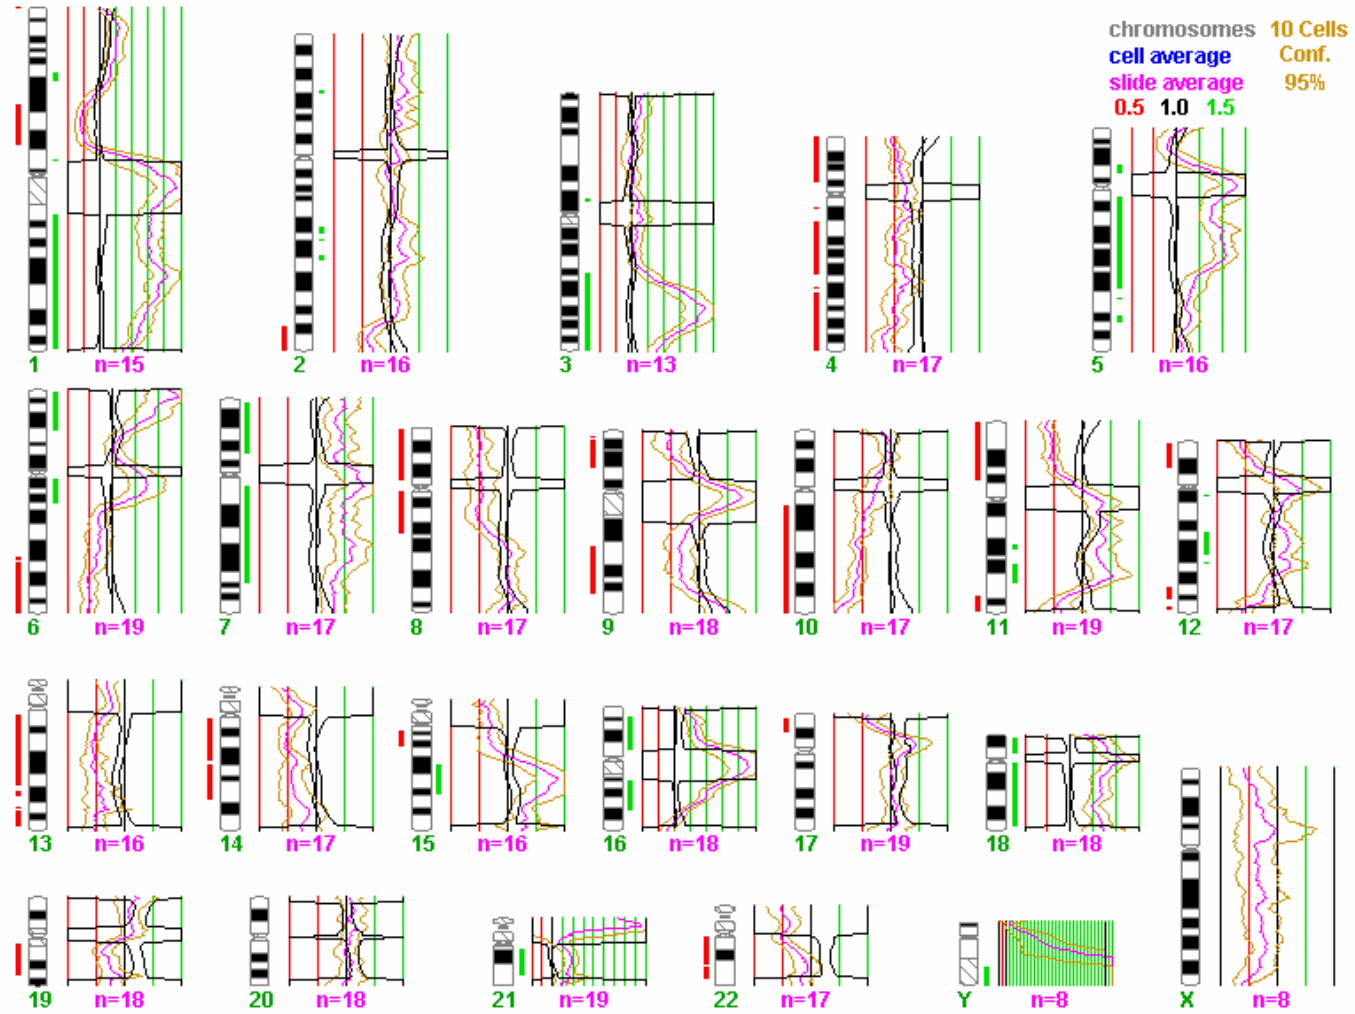 chromosomes 10 Cells
cell average Conf.
slide average 95%
0.5 1.0 1.5
1 n=15
2 n=16
3 n=13
4 n=17
5 n=16
6 n=19
7 n=17
8 n=17
9 n=18
10 n=17
11 n=19
12 n=17
13 n=16
14 n=17
15 n=16
16 n=18
17 n=19
18 n=18
19 n=18
20 n=18
21 n=19
22 n=17
Y n=8
X n=8